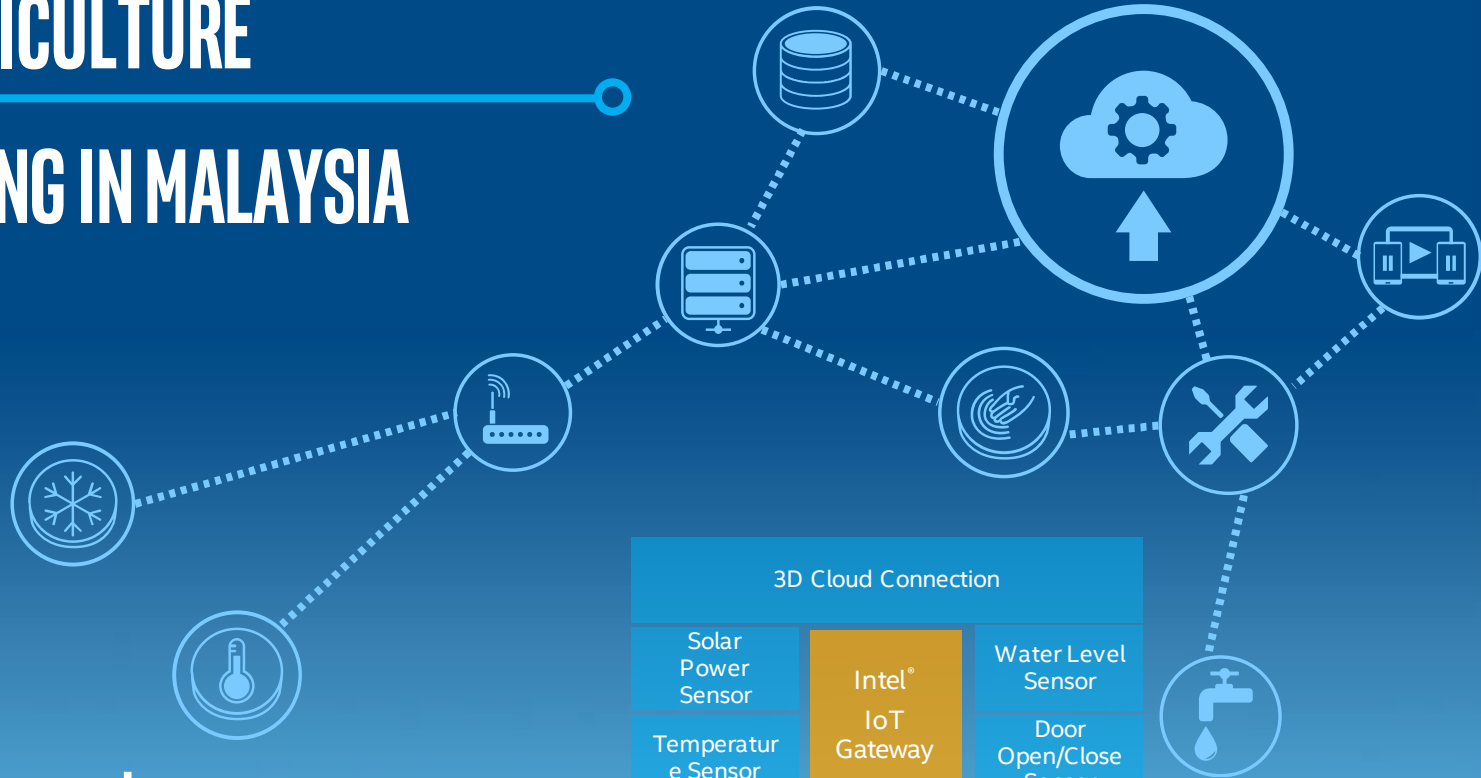 ICULTURE
NG IN MALAYSIA
3D Cloud Connection
Solar
Power
Sensor
Intel®
IoT
Gateway
Water Level
Sensor
Temperatur
e Sensor
Door
Open/Close